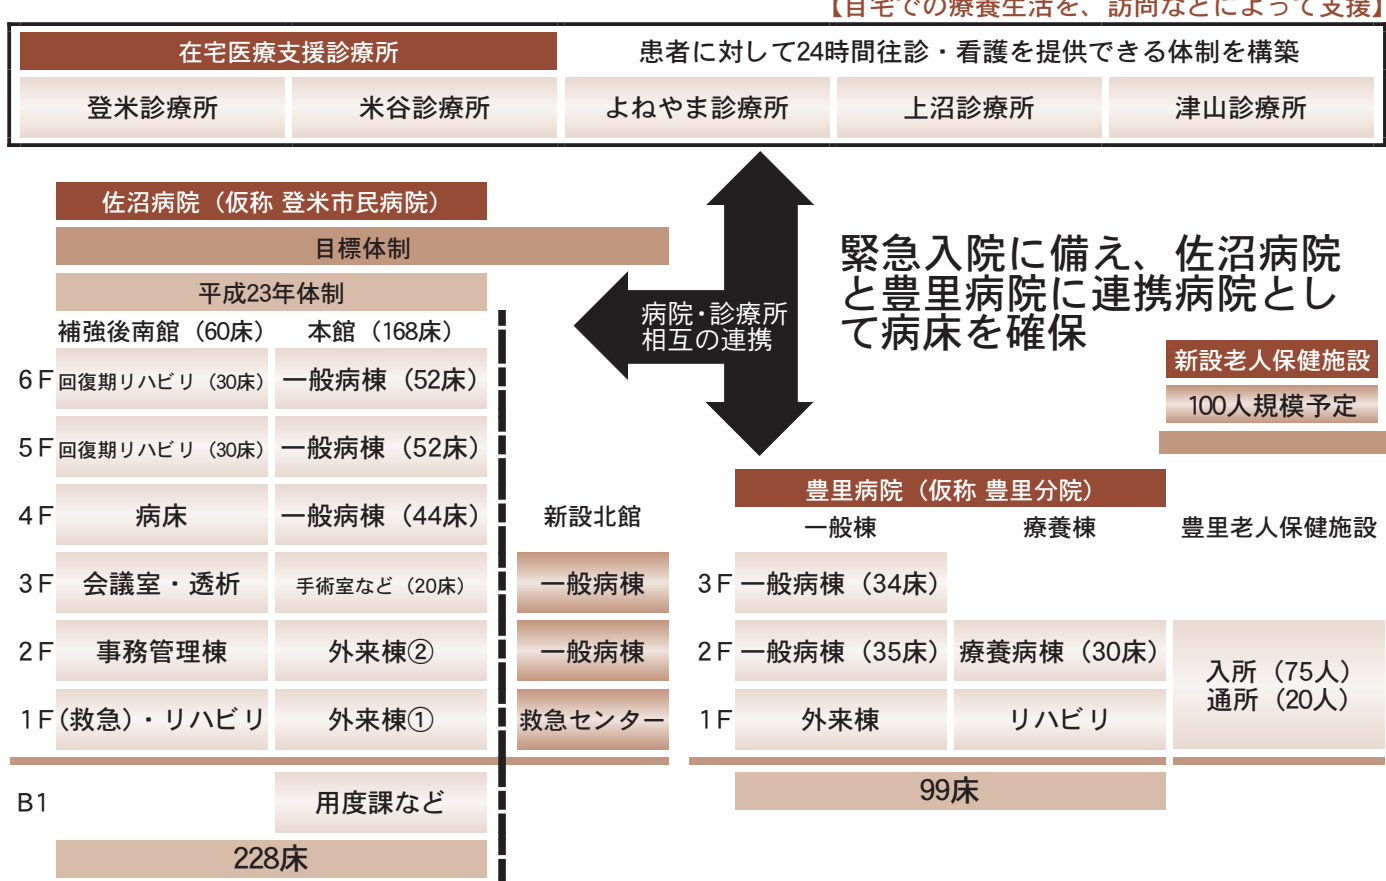 【自宅での療養生活を、訪問などによって支援】
在宅医療支援診療所
患者に対して24時間往診・看護を提供できる体制を構築
登米診療所
米谷診療所
よねやま診療所
上沼診療所
津山診療所
佐沼病院（仮称 登米市民病院）
目標体制
平成23年体制
補強後南館（60床）
本館（168床）
病院・診療所
相互の連携
緊急入院に備え、佐沼病院
と豊里病院に連携病院とし
て病床を確保
新設老人保健施設
100人規模予定
6F
回復期リハビリ（30床）
一般病棟（52床）
5F
回復期リハビリ（30床）
一般病棟（52床）
4F
病床
一般病棟（44床）
新設北館
3F
会議室・透析
手術室など（20床）
一般病棟
2F
事務管理棟
外来棟②
一般病棟
1F
(救急)・リハビリ
外来棟①
救急センター
B1
用度課など
228床
豊里病院（仮称 豊里分院）
一般棟
療養棟
豊里老人保健施設
3F
一般病棟（34床）
2F
一般病棟（35床）
療養病棟（30床）
入所（75人）
通所（20人）
1F
外来棟
リハビリ
99床